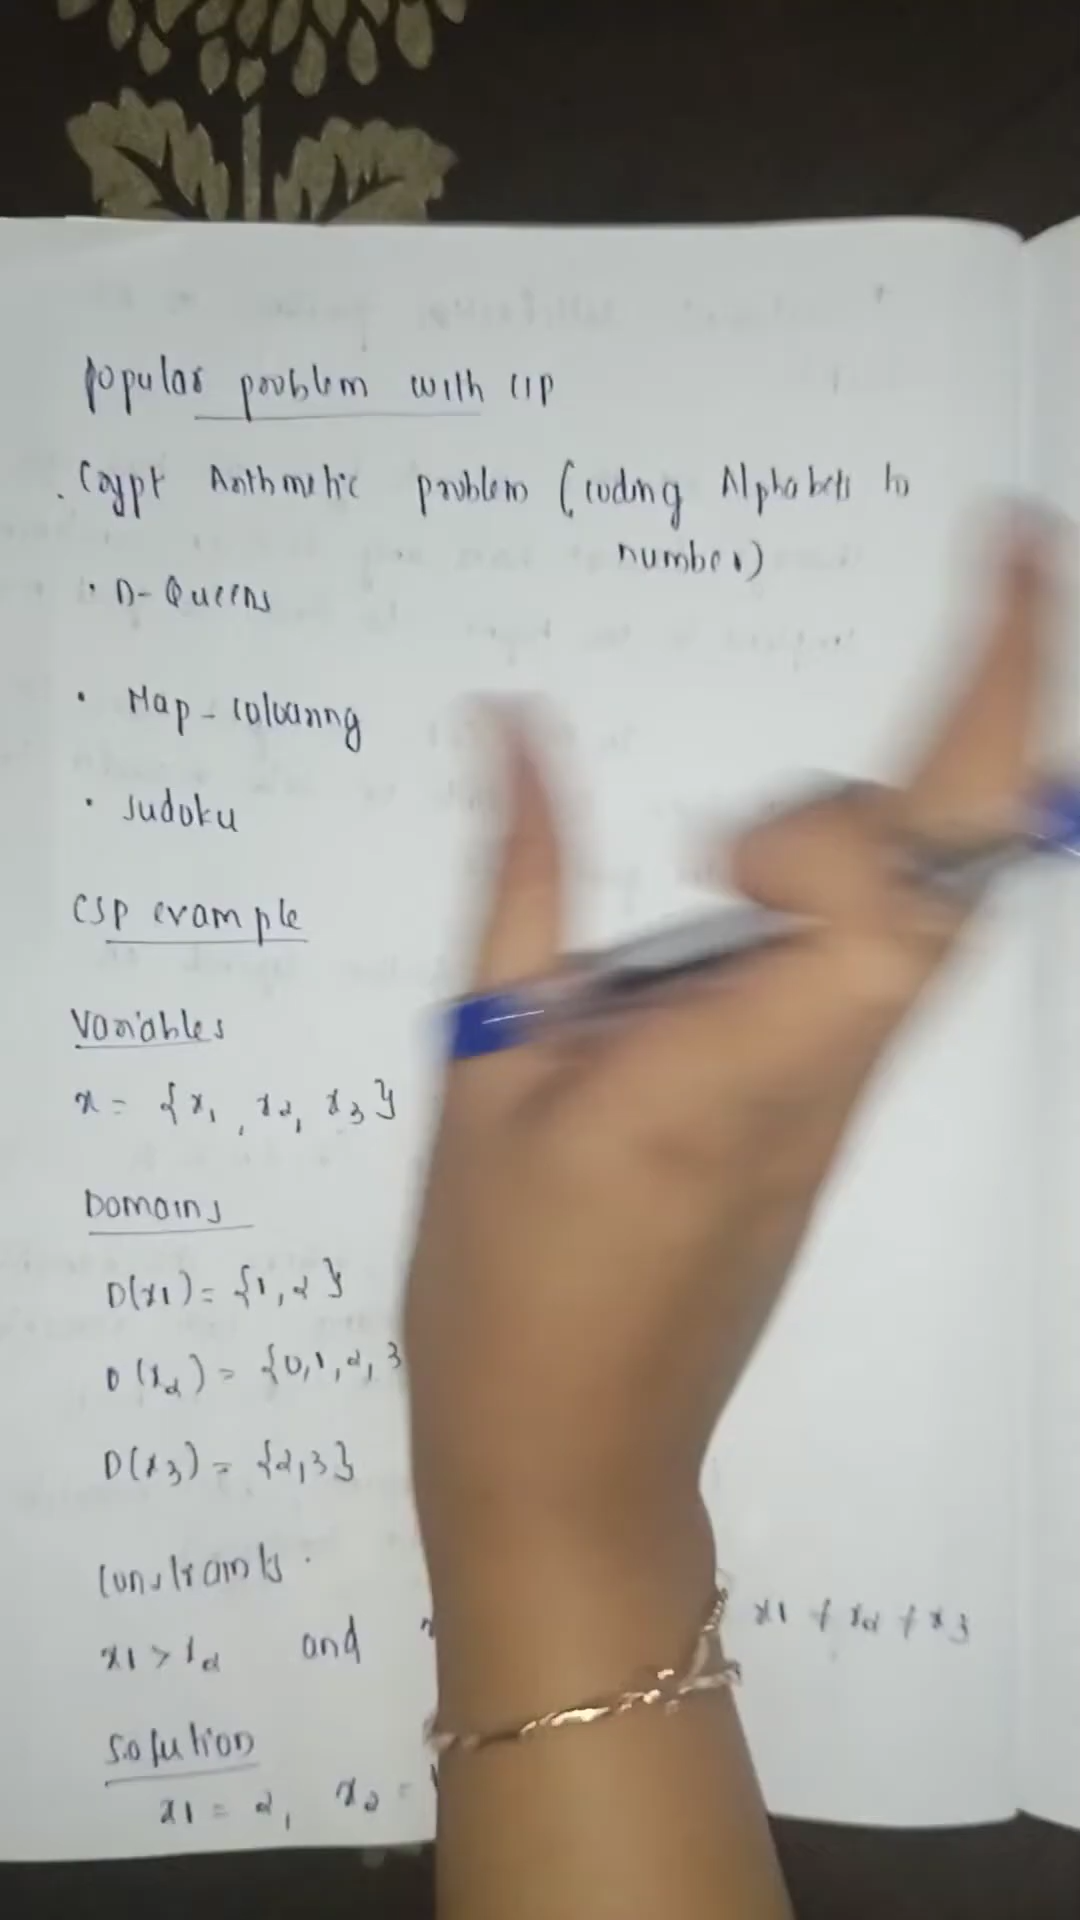 Popular problem with CSP
. Crypt Arithmetic problem (coding Alphabets to
number)
• n-Queens
• Map-colouring
• Sudoku
CSP example
Variables
x = {x1, x2, x3}
Domains
D(x1) = {1,2}
D(x2) = {0,1,2,3
D(x3) = {2,3}
Constraints.
x1 > x2 and x1 ≠ x2 ≠ x3
Solution
x1 = 2, x2 =